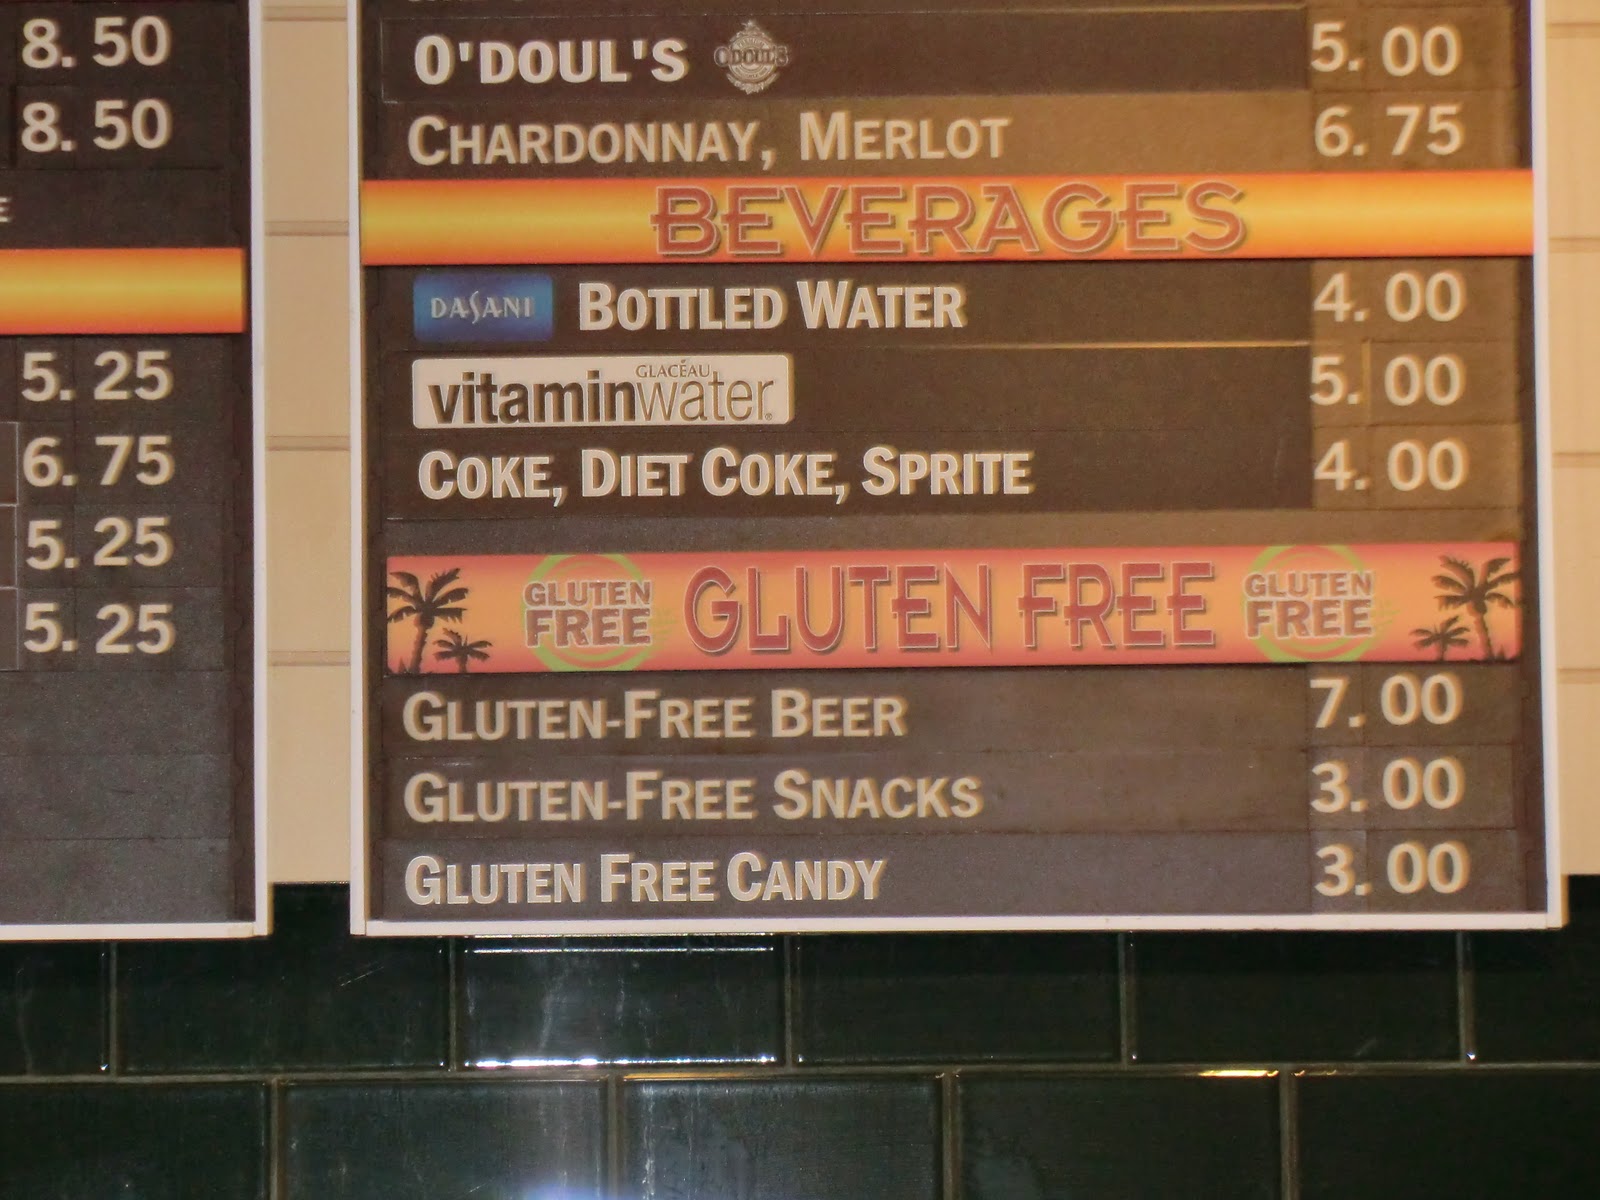 8. 50
8. 50
E
5. 25
6. 75
5. 25
5. 25
O'DOUL'S O'DOUL'S 5. 00
CHARDONNAY, MERLOT 6. 75
BEVERAGES
DASANI BOTTLED WATER 4. 00
GLACÉAU
vitaminwater® 5. 00
COKE, DIET COKE, SPRITE 4. 00
GLUTEN FREE GLUTEN FREE GLUTEN FREE
GLUTEN-FREE BEER 7. 00
GLUTEN-FREE SNACKS 3. 00
GLUTEN FREE CANDY 3. 00